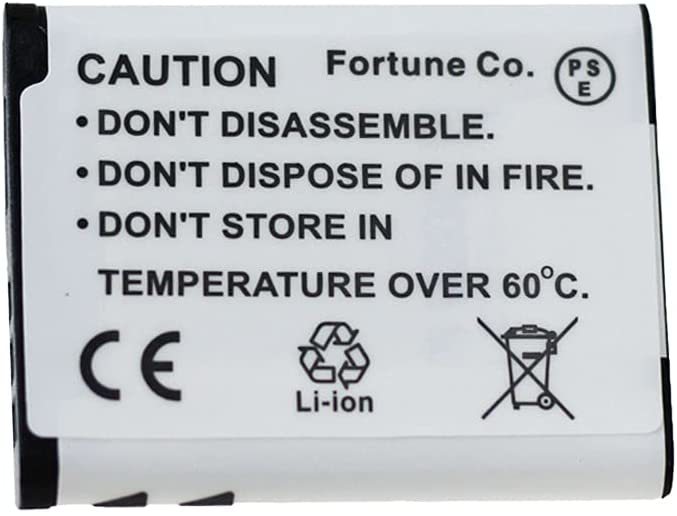 CAUTION Fortune Co. PSE
•DON'T DISASSEMBLE.
•DON'T DISPOSE OF IN FIRE.
•DON'T STORE IN
TEMPERATURE OVER 60°C.
CE
Li-ion